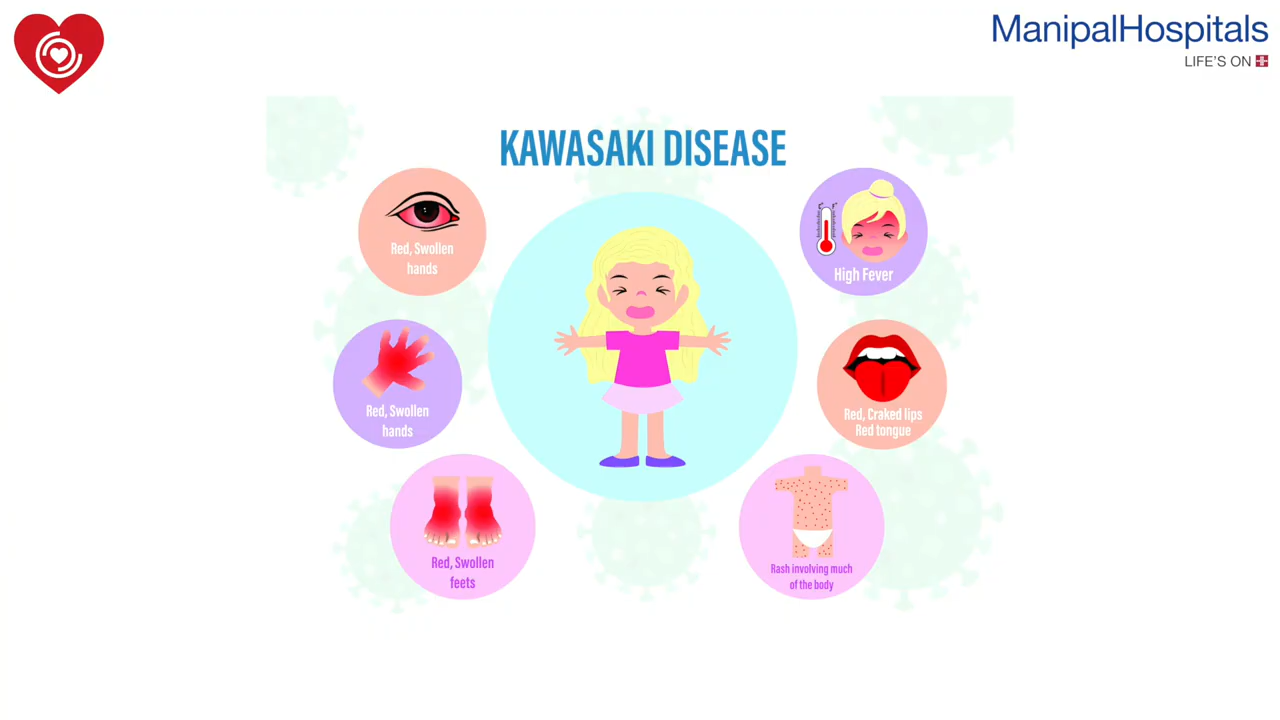 ManipalHospitals
LIFE'S ON
KAWASAKI DISEASE
Red, Swollen
hands
High Fever
Red, Swollen
hands
Red, Craked lips
Red tongue
Red, Swollen
feets
Rash involving much
of the body